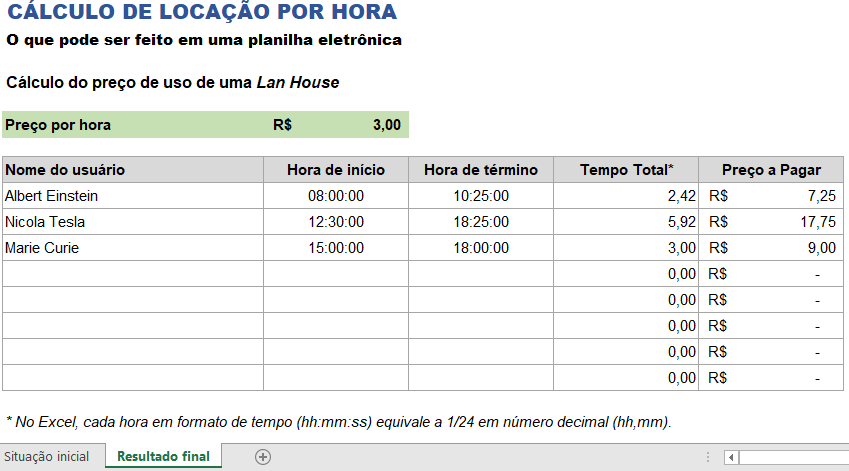 CÁLCULO DE LOCAÇÃO POR HORA
O que pode ser feito em uma planilha eletrônica
Cálculo do preço de uso de uma Lan House
Preço por hora R$ 3,00
Nome do usuário Hora de início Hora de término Tempo Total* Preço a Pagar
Albert Einstein 08:00:00 10:25:00 2,42 R$ 7,25
Nicola Tesla 12:30:00 18:25:00 5,92 R$ 17,75
Marie Curie 15:00:00 18:00:00 3,00 R$ 9,00
0,00 R$ -
0,00 R$ -
0,00 R$ -
0,00 R$ -
0,00 R$ -
* No Excel, cada hora em formato de tempo (hh:mm:ss) equivale a 1/24 em número decimal (hh,mm).
Situação inicial Resultado final